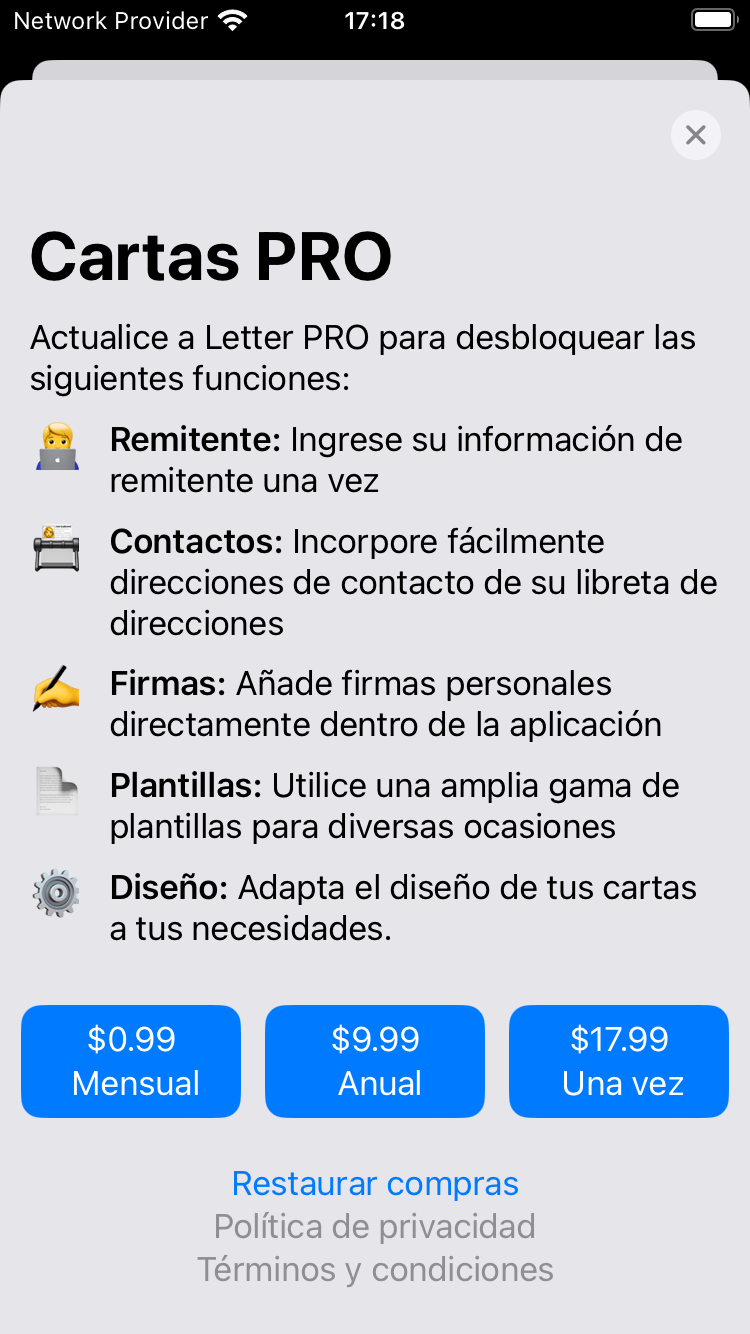 Network Provider 17:18
Cartas PRO
Actualice a Letter PRO para desbloquear las
siguientes funciones:
Remitente: Ingrese su información de
remitente una vez
Contactos: Incorpore fácilmente
direcciones de contacto de su libreta de
direcciones
Firmas: Añade firmas personales
directamente dentro de la aplicación
Plantillas: Utilice una amplia gama de
plantillas para diversas ocasiones
Diseño: Adapta el diseño de tus cartas
a tus necesidades.
$0.99
Mensual
$9.99
Anual
$17.99
Una vez
Restaurar compras
Política de privacidad
Términos y condiciones